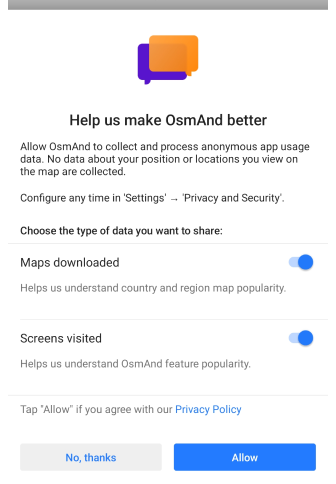 Help us make OsmAnd better
Allow OsmAnd to collect and process anonymous app usage
data. No data about your position or locations you view on
the map are collected.
Configure any time in 'Settings' → 'Privacy and Security'.
Choose the type of data you want to share:
Maps downloaded
Helps us understand country and region map popularity.
Screens visited
Helps us understand OsmAnd feature popularity.
Tap "Allow" if you agree with our Privacy Policy
No, thanks
Allow